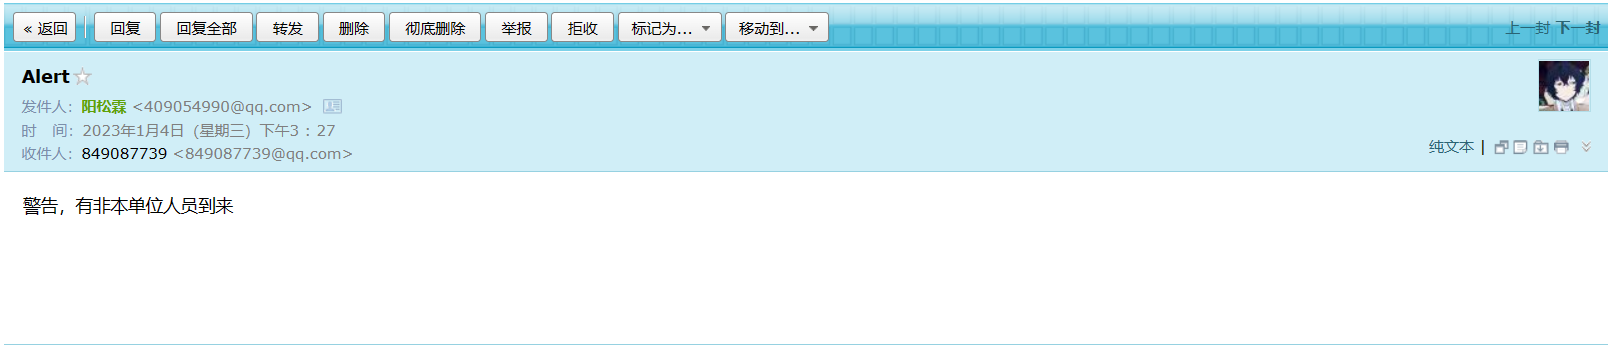 « 返回 回复 回复全部 转发 删除 彻底删除 举报 拒收 标记为... 移动到... 上一封 下一封
Alert
发件人：阳松霖 <409054990@qq.com>
时 间：2023年1月4日（星期三）下午3：27
收件人：849087739 <849087739@qq.com>
纯文本 |
警告，有非本单位人员到来